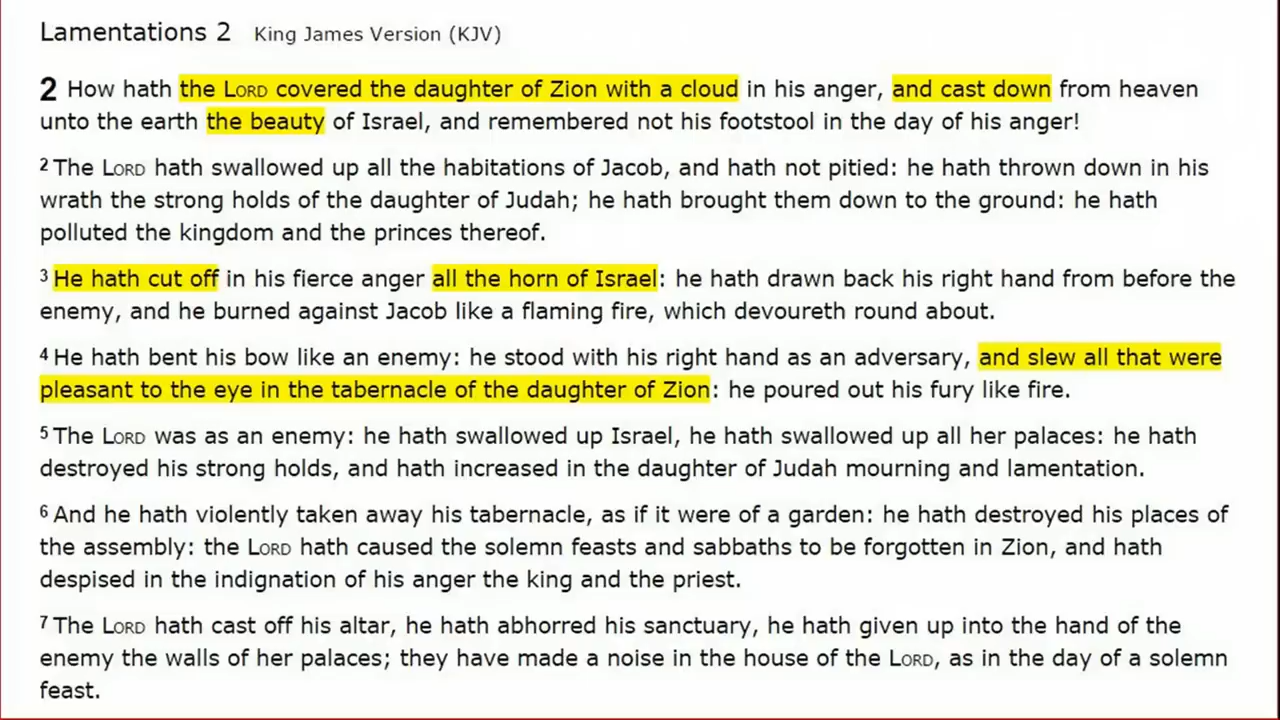 Lamentations 2 King James Version (KJV)
2 How hath the LORD covered the daughter of Zion with a cloud in his anger, and cast down from heaven
unto the earth the beauty of Israel, and remembered not his footstool in the day of his anger!
2 The LORD hath swallowed up all the habitations of Jacob, and hath not pitied: he hath thrown down in his
wrath the strong holds of the daughter of Judah; he hath brought them down to the ground: he hath
polluted the kingdom and the princes thereof.
3 He hath cut off in his fierce anger all the horn of Israel: he hath drawn back his right hand from before the
enemy, and he burned against Jacob like a flaming fire, which devoureth round about.
4 He hath bent his bow like an enemy: he stood with his right hand as an adversary, and slew all that were
pleasant to the eye in the tabernacle of the daughter of Zion: he poured out his fury like fire.
5 The LORD was as an enemy: he hath swallowed up Israel, he hath swallowed up all her palaces: he hath
destroyed his strong holds, and hath increased in the daughter of Judah mourning and lamentation.
6 And he hath violently taken away his tabernacle, as if it were of a garden: he hath destroyed his places of
the assembly: the LORD hath caused the solemn feasts and sabbaths to be forgotten in Zion, and hath
despised in the indignation of his anger the king and the priest.
7 The LORD hath cast off his altar, he hath abhorred his sanctuary, he hath given up into the hand of the
enemy the walls of her palaces; they have made a noise in the house of the LORD, as in the day of a solemn
feast.